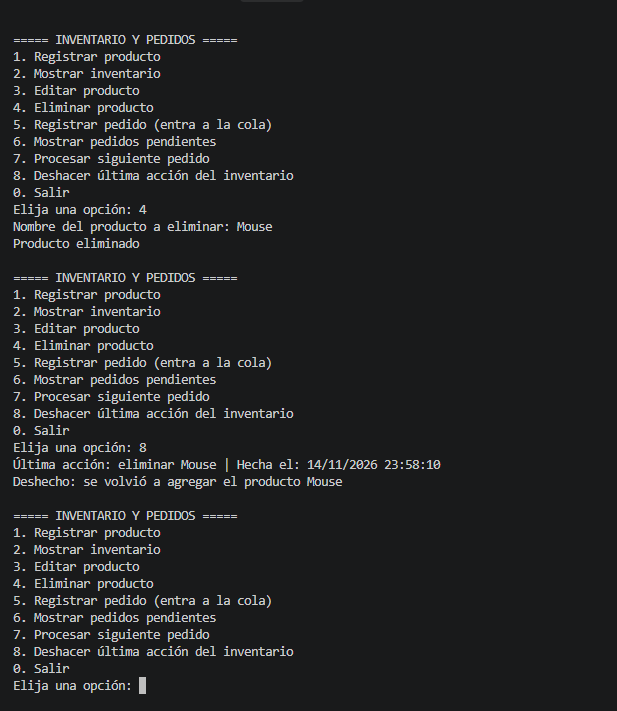 ===== INVENTARIO Y PEDIDOS =====
1. Registrar producto
2. Mostrar inventario
3. Editar producto
4. Eliminar producto
5. Registrar pedido (entra a la cola)
6. Mostrar pedidos pendientes
7. Procesar siguiente pedido
8. Deshacer última acción del inventario
0. Salir
Elija una opción: 4
Nombre del producto a eliminar: Mouse
Producto eliminado
===== INVENTARIO Y PEDIDOS =====
1. Registrar producto
2. Mostrar inventario
3. Editar producto
4. Eliminar producto
5. Registrar pedido (entra a la cola)
6. Mostrar pedidos pendientes
7. Procesar siguiente pedido
8. Deshacer última acción del inventario
0. Salir
Elija una opción: 8
Última acción: eliminar Mouse | Hecha el: 14/11/2026 23:58:10
Deshecho: se volvió a agregar el producto Mouse
===== INVENTARIO Y PEDIDOS =====
1. Registrar producto
2. Mostrar inventario
3. Editar producto
4. Eliminar producto
5. Registrar pedido (entra a la cola)
6. Mostrar pedidos pendientes
7. Procesar siguiente pedido
8. Deshacer última acción del inventario
0. Salir
Elija una opción: